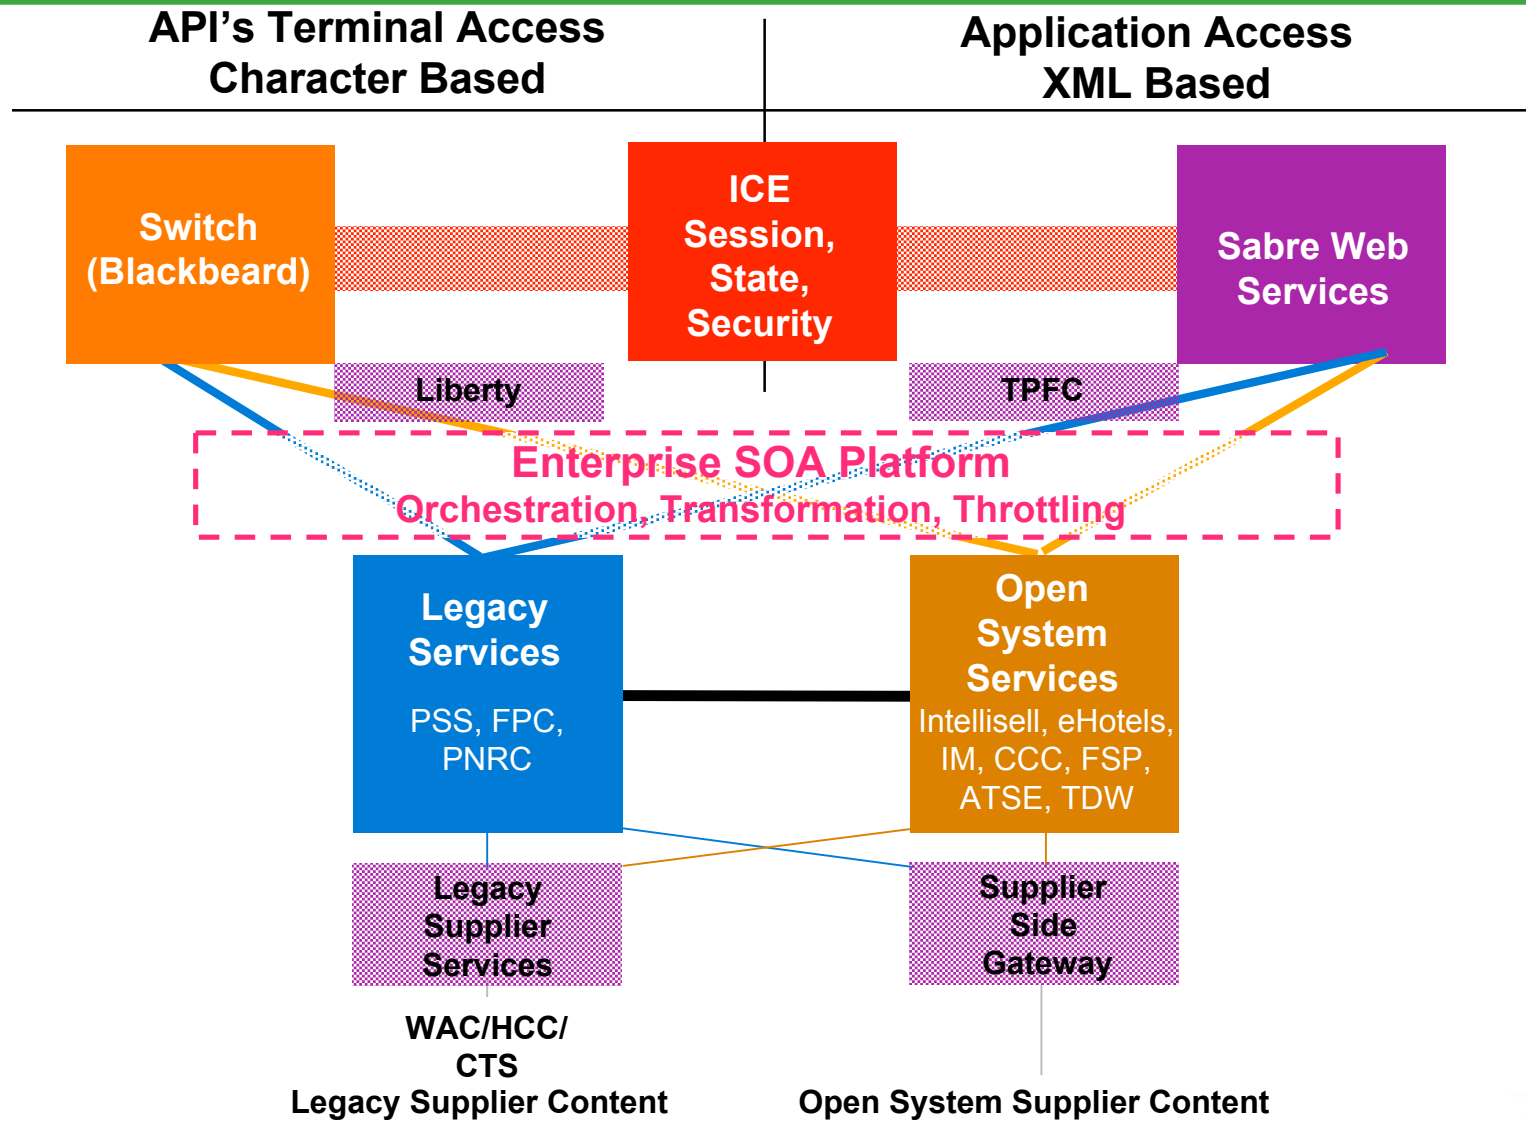 API’s Terminal Access
Character Based
Application Access
XML Based
Switch
(Blackbeard)
ICE
Session,
State,
Security
Sabre Web
Services
Liberty
TPFC
Enterprise SOA Platform
Orchestration, Transformation, Throttling
Legacy
Services
PSS, FPC,
PNRC
Open
System
Services
Intellisell, eHotels,
IM, CCC, FSP,
ATSE, TDW
Legacy
Supplier
Services
Supplier
Side
Gateway
WAC/HCC/
CTS
Legacy Supplier Content
Open System Supplier Content